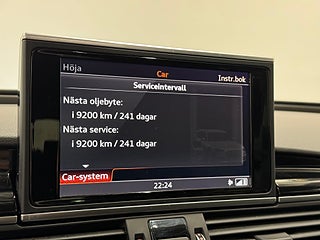 Höja
Car
Instr.bok
Serviceintervall
Nästa oljebyte:
i 9200 km / 241 dagar
Nästa service:
i 9200 km / 241 dagar
Car-system
22:24